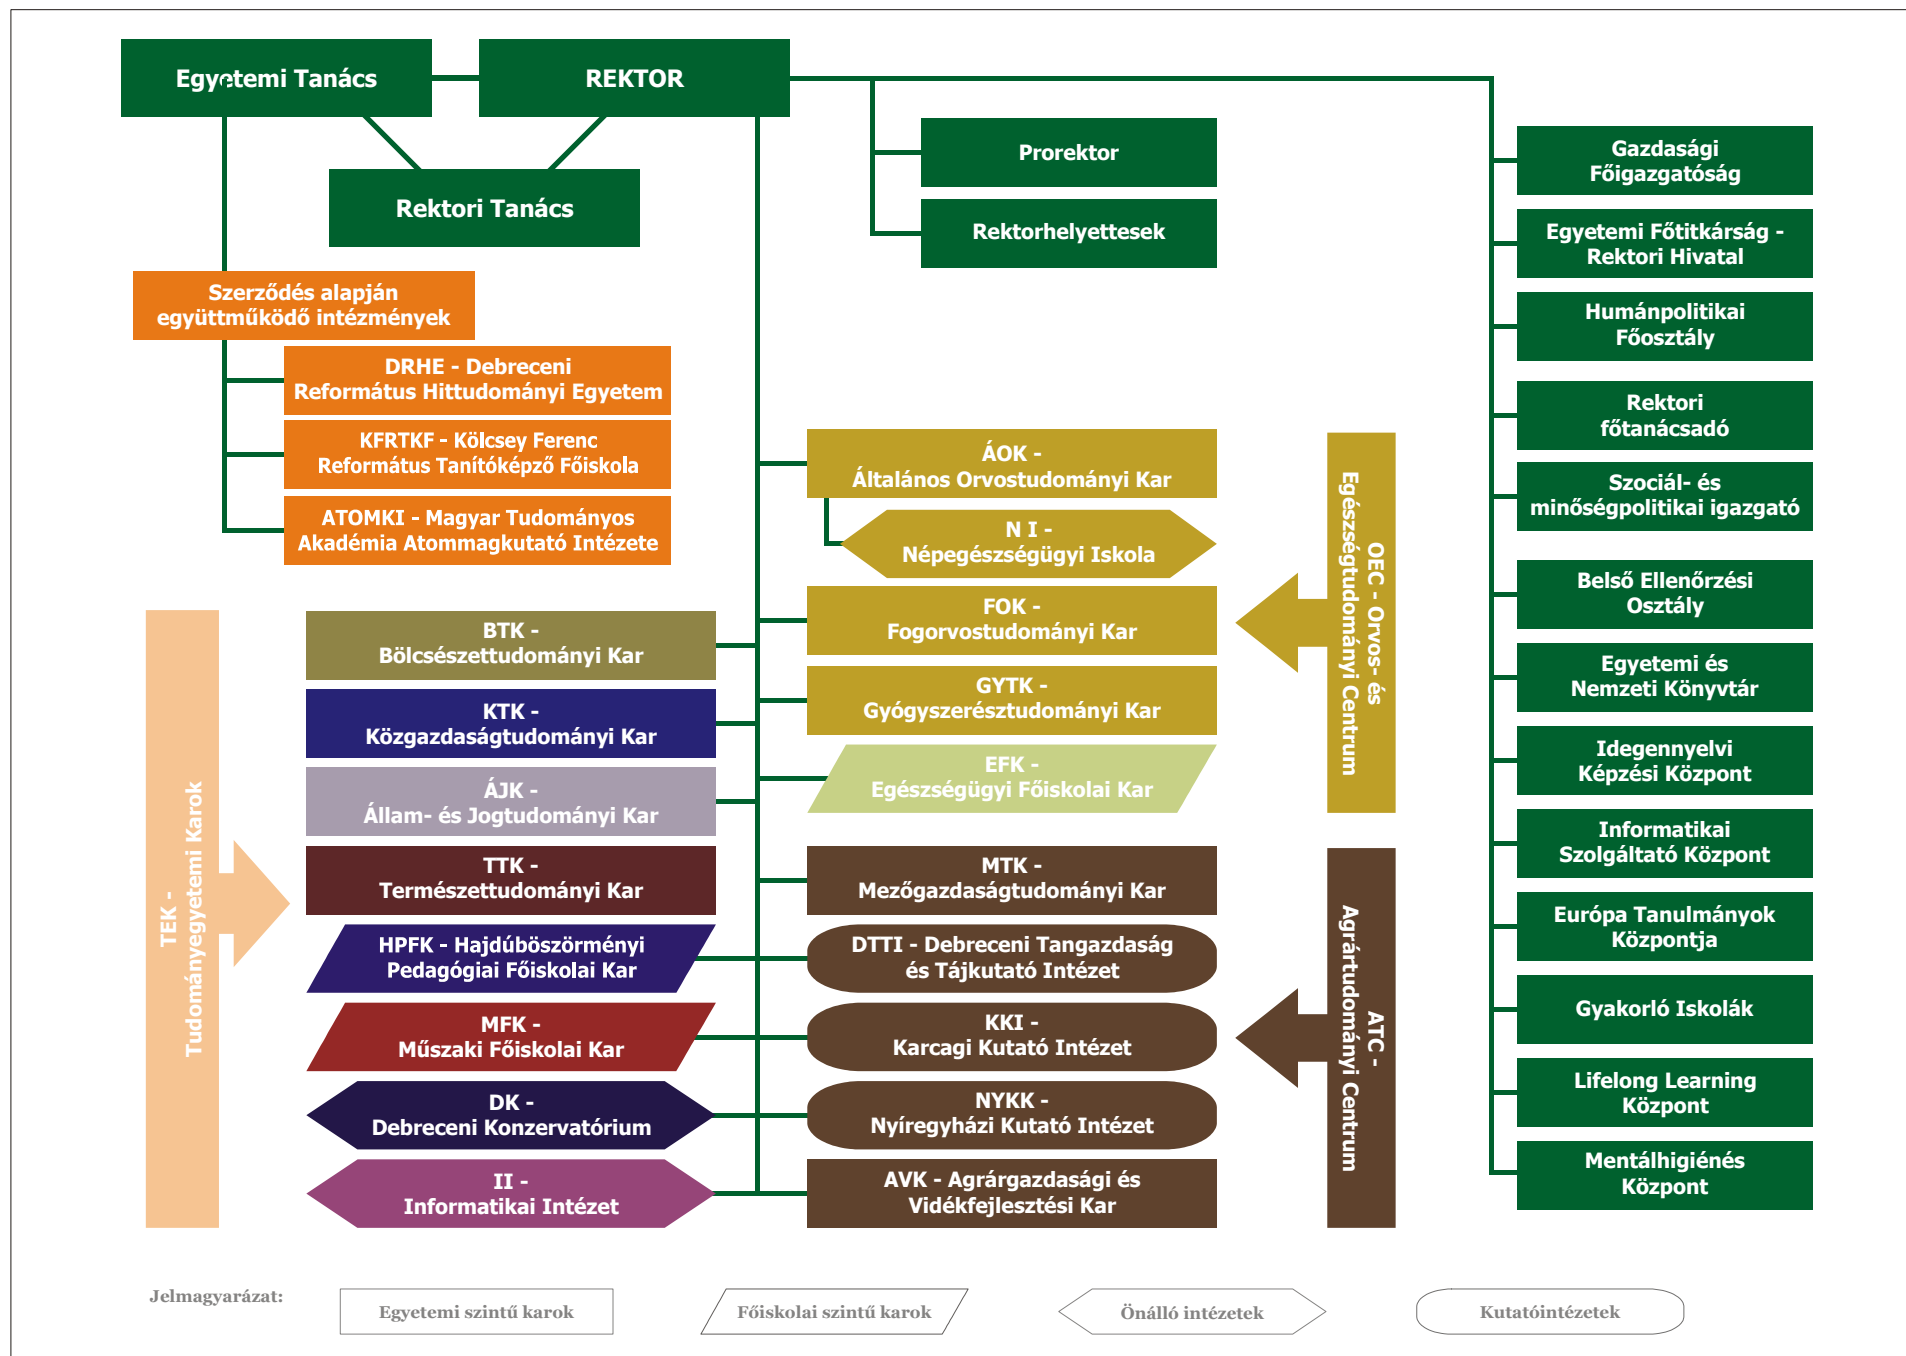 Egyetemi Tanács
REKTOR
Rektori Tanács
Prorektor
Rektorhelyettesek
Szerződés alapján
együttműködő intézmények
DRHE - Debreceni
Református Hittudományi Egyetem
KFRTKF - Kölcsey Ferenc
Református Tanítóképző Főiskola
ATOMKI - Magyar Tudományos
Akadémia Atommagkutató Intézete
TEK -
Tudományegyetemi Karok
BTK -
Bölcsészettudományi Kar
KTK -
Közgazdaságtudományi Kar
ÁJK -
Állam- és Jogtudományi Kar
TTK -
Természettudományi Kar
HPFK - Hajdúböszörményi
Pedagógiai Főiskolai Kar
MFK -
Műszaki Főiskolai Kar
DK -
Debreceni Konzervatórium
II -
Informatikai Intézet
ÁOK -
Általános Orvostudományi Kar
N I -
Népegészségügyi Iskola
FOK -
Fogorvostudományi Kar
GYTK -
Gyógyszerésztudományi Kar
EFK -
Egészségügyi Főiskolai Kar
MTK -
Mezőgazdaságtudományi Kar
DTTI - Debreceni Tangazdaság
és Tájkutató Intézet
KKI -
Karcagi Kutató Intézet
NYKK -
Nyíregyházi Kutató Intézet
AVK - Agrárgazdasági és
Vidékfejlesztési Kar
OEC - Orvos- és
Egészségtudományi Centrum
ATC -
Agrártudományi Centrum
Gazdasági
Főigazgatóság
Egyetemi Főtitkárság -
Rektori Hivatal
Humánpolitikai
Főosztály
Rektori
főtanácsadó
Szociál- és
minőségpolitikai igazgató
Belső Ellenőrzési
Osztály
Egyetemi és
Nemzeti Könyvtár
Idegennyelvi
Képzési Központ
Informatikai
Szolgáltató Központ
Európa Tanulmányok
Központja
Gyakorló Iskolák
Lifelong Learning
Központ
Mentálhigiénés
Központ
Jelmagyarázat:
Egyetemi szintű karok
Főiskolai szintű karok
Önálló intézetek
Kutatóintézetek